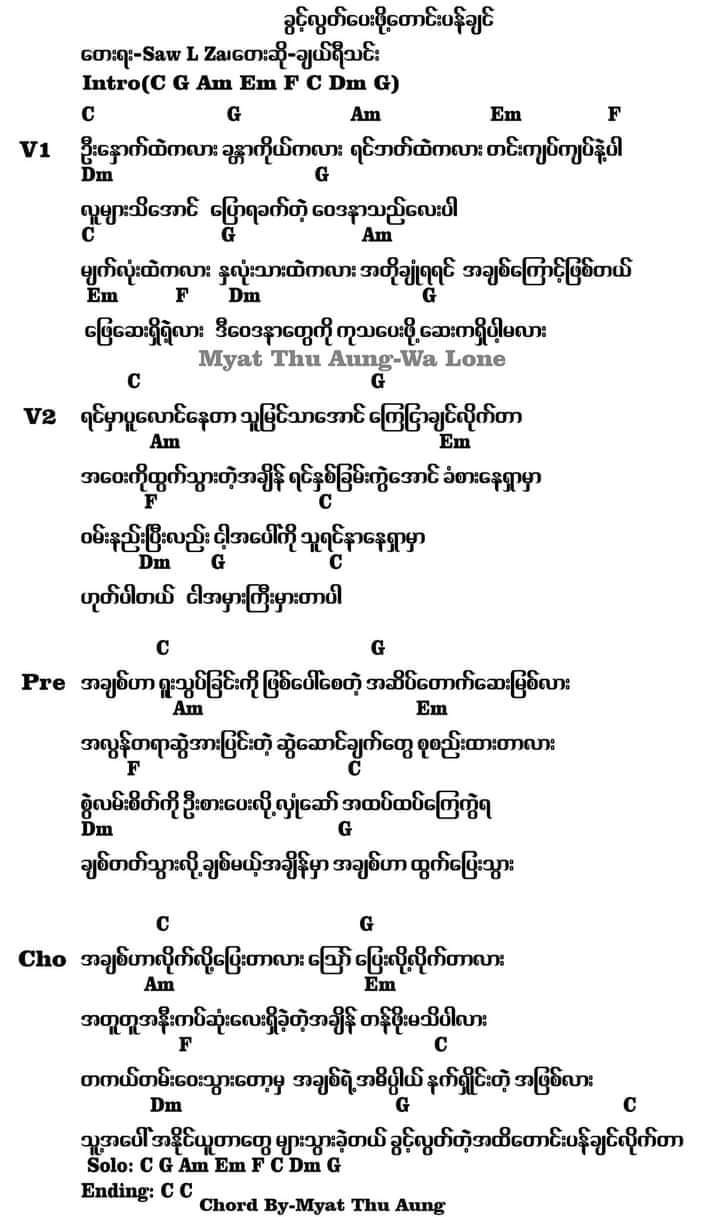 ခွင့်လွှတ်ပေးဖို့တောင်းပန်ချင်
တေးရး-Saw L Za၊တေးဆို-ချယ်ရီသင်း
Intro(C G Am Em F C Dm G)
C G Am Em F
V1 ဦးနှောက်ထဲကလား ခန္ဓာကိုယ်ကလား ရင်ဘတ်ထဲကလား တင်းကျပ်ကျပ်နဲ့ပါ
Dm G
လူများသိအောင် ပြောရခက်တဲ့ ဝေဒနာသည်လေးပါ
C G Am
မျက်လုံးထဲကလား နှလုံးသားထဲကလား အတိုချုံးရရင် အချစ်ကြောင့်ဖြစ်တယ်
Em F Dm G
ဖြေဆေးရှိရဲ့လား ဒီဝေဒနာတွေကို ကုသပေးဖို့ ဆေးကရှိပါ့မလား
Myat Thu Aung-Wa Lone
C G
V2 ရင်မှာပူလောင်နေတာ သူမြင်သာအောင် ကြေငြာချင်လိုက်တာ
Am Em
အဝေးကိုထွက်သွားတဲ့အချိန် ရင်နှစ်ခြမ်းကွဲအောင် ခံစားနေရှာမှာ
F C
ဝမ်းနည်းပြီးလည်း ငါ့အပေါ်ကို သူရင်နာနေရှာမှာ
Dm G C
ဟုတ်ပါတယ် ငါအမှားကြီးမှားတာပါ
C G
Pre အချစ်ဟာ ရူးသွပ်ခြင်းကို ဖြစ်ပေါ်စေတဲ့ အဆိပ်တောက်ဆေးမြစ်လား
Am Em
အလွန်တရာဆွဲအားပြင်းတဲ့ ဆွဲဆောင်ချက်တွေ စုစည်းထားတာလား
F C
စွဲလမ်းစိတ်ကို ဦးစားပေးလို့ လျှံဆော် အထပ်ထပ်ကြေကွဲရ
Dm G
ချစ်တတ်သွားလို့ ချစ်မယ့်အချိန်မှာ အချစ်ဟာ ထွက်ပြေးသွား
C G
Cho အချစ်ဟာလိုက်လို့ပြေးတာလား ဪ ပြေးလို့လိုက်တာလား
Am Em
အတူတူအနီးကပ်ဆုံးလေးရှိခဲ့တဲ့အချိန် တန်ဖိုးမသိပါလား
F C
တကယ်တမ်းဝေးသွားတော့မှ အချစ်ရဲ့ အဓိပ္ပါယ် နက်ရှိုင်းတဲ့ အဖြစ်လား
Dm G C
သူ့အပေါ် အနိုင်ယူတာတွေ များသွားခဲ့တယ် ခွင့်လွှတ်တဲ့အထိတောင်းပန်ချင်လိုက်တာ
Solo: C G Am Em F C Dm G
Ending: C C
Chord By-Myat Thu Aung